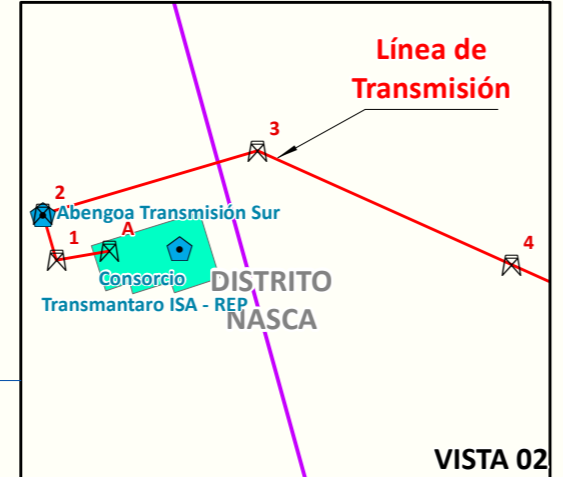 Línea de
Transmisión
3
2
Abengoa Transmisión Sur
1
A
4
Consorcio
Transmantaro ISA - REP
DISTRITO
NASCA
VISTA 02